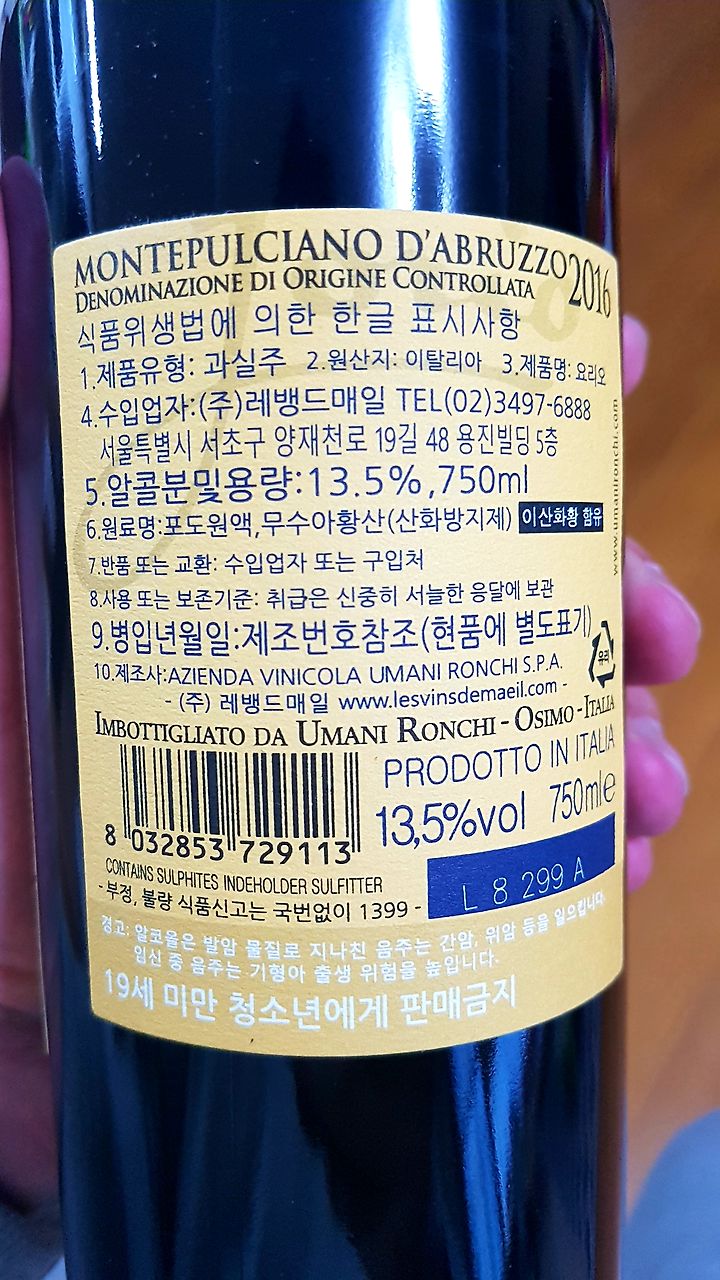 MONTEPULCIANO D'ABRUZZO 2016
DENOMINAZIONE DI ORIGINE CONTROLLATA
식품위생법에 의한 한글 표시사항
1.제품유형: 과실주 2.원산지: 이탈리아 3.제품명: 요리오
4.수입업자:(주)레뱅드매일 TEL(02)3497-6888
서울특별시 서초구 양재천로 19길 48 용진빌딩 5층
5.알콜분및용량:13.5%,750ml
6.원료명:포도원액,무수아황산(산화방지제) 이산화황 함유
7.반품 또는 교환: 수입업자 또는 구입처
8.사용 또는 보존기준: 취급은 신중히 서늘한 응달에 보관
9.병입년월일:제조번호참조(현품에 별도표기)
유리
10.제조사:AZIENDA VINICOLA UMANI RONCHI S.P.A.
- (주) 레뱅드매일 www.lesvinsdemaeil.com -
IMBOTTIGLIATO DA UMANI RONCHI - OSIMO - ITALIA
PRODOTTO IN ITALIA
13,5%vol 750mle
8 032853 729113
L 8 299 A
CONTAINS SULPHITES INDEHOLDER SULFITTER
- 부정, 불량 식품신고는 국번없이 1399 -
경고: 알코올은 발암 물질로 지나친 음주는 간암, 위암 등을 일으킵니다.
임신 중 음주는 기형아 출생 위험을 높입니다.
19세 미만 청소년에게 판매금지
www.umanironchi.com